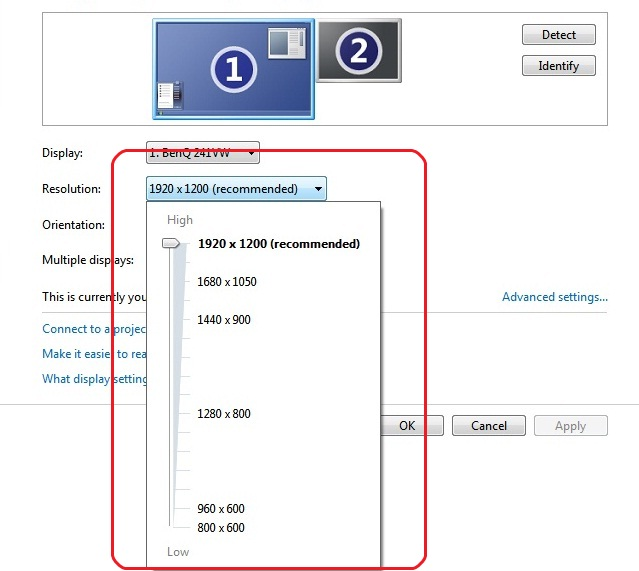 1
2
Detect
Identify
Display: 1. BenQ 241VW
Resolution: 1920 x 1200 (recommended)
High
Orientation:
1920 x 1200 (recommended)
Multiple displays:
1680 x 1050
This is currently you
Advanced settings...
1440 x 900
Connect to a projec
Make it easier to rea
What display setting
1280 x 800
OK Cancel Apply
960 x 600
800 x 600
Low